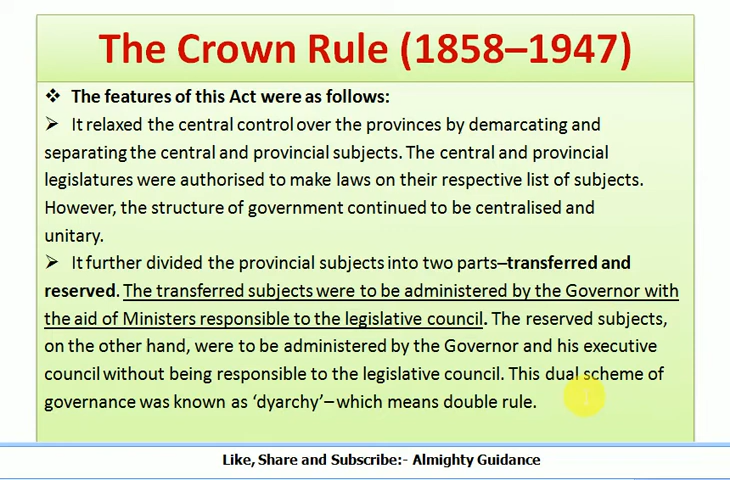 The Crown Rule (1858–1947)
❖ The features of this Act were as follows:
➢ It relaxed the central control over the provinces by demarcating and
separating the central and provincial subjects. The central and provincial
legislatures were authorised to make laws on their respective list of subjects.
However, the structure of government continued to be centralised and
unitary.
➢ It further divided the provincial subjects into two parts–transferred and
reserved. The transferred subjects were to be administered by the Governor with
the aid of Ministers responsible to the legislative council. The reserved subjects,
on the other hand, were to be administered by the Governor and his executive
council without being responsible to the legislative council. This dual scheme of
governance was known as ‘dyarchy’–which means double rule.
Like, Share and Subscribe:- Almighty Guidance